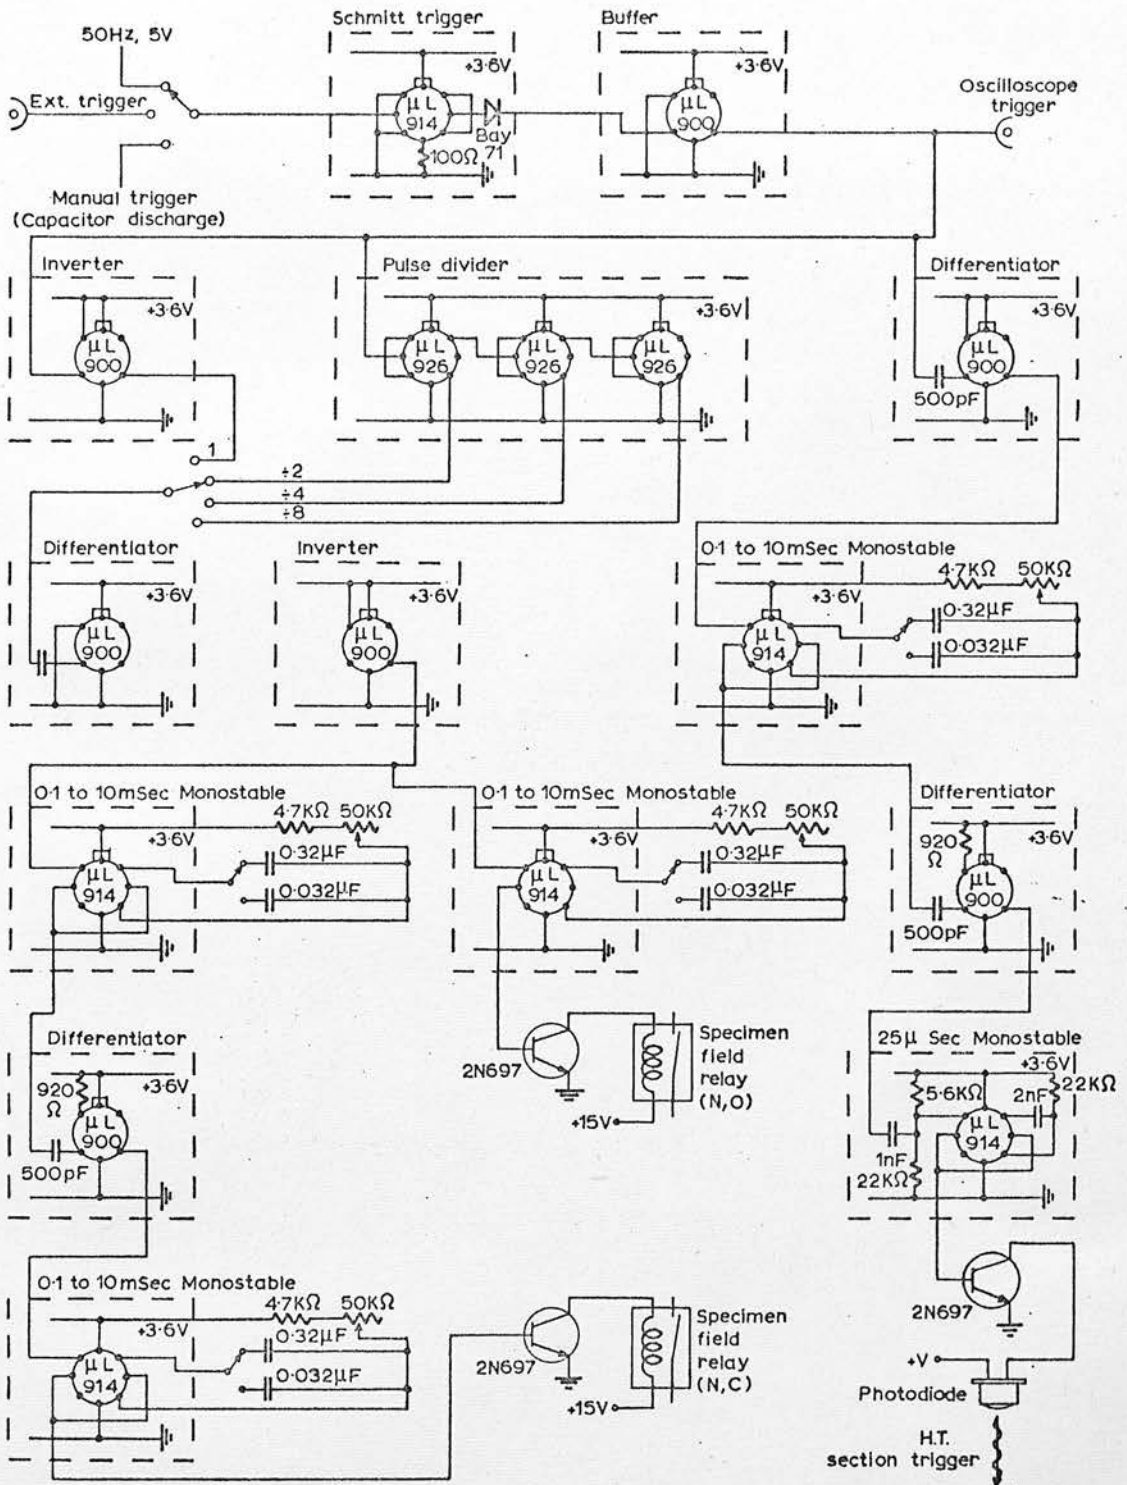 Schmitt trigger
Buffer
50Hz, 5V
+3·6V
+3·6V
Oscilloscope
trigger
Ext. trigger
µL
914
Bay
71
100Ω
µL
900
Manual trigger
(Capacitor discharge)
Inverter
Pulse divider
Differentiator
+3·6V
+3·6V
+3·6V
µL
900
µL
926
µL
926
µL
926
µL
900
500pF
1
÷2
÷4
÷8
Differentiator
Inverter
0·1 to 10mSec Monostable
+3·6V
+3·6V
+3·6V
4·7KΩ
50KΩ
0·32µF
0·032µF
µL
900
µL
900
µL
914
0·1 to 10mSec Monostable
0·1 to 10mSec Monostable
Differentiator
+3·6V
4·7KΩ
50KΩ
0·32µF
0·032µF
µL
914
+3·6V
4·7KΩ
50KΩ
0·32µF
0·032µF
µL
914
920
Ω
+3·6V
µL
900
500pF
Differentiator
920
Ω
+3·6V
µL
900
500pF
2N697
+15V
Specimen
field
relay
(N,O)
25µ Sec Monostable
+3·6V
5·6KΩ
2nF
22KΩ
µL
914
1nF
22KΩ
0·1 to 10mSec Monostable
+3·6V
4·7KΩ
50KΩ
0·32µF
0·032µF
µL
914
2N697
+15V
Specimen
field
relay
(N,C)
2N697
+V
Photodiode
H.T.
section trigger